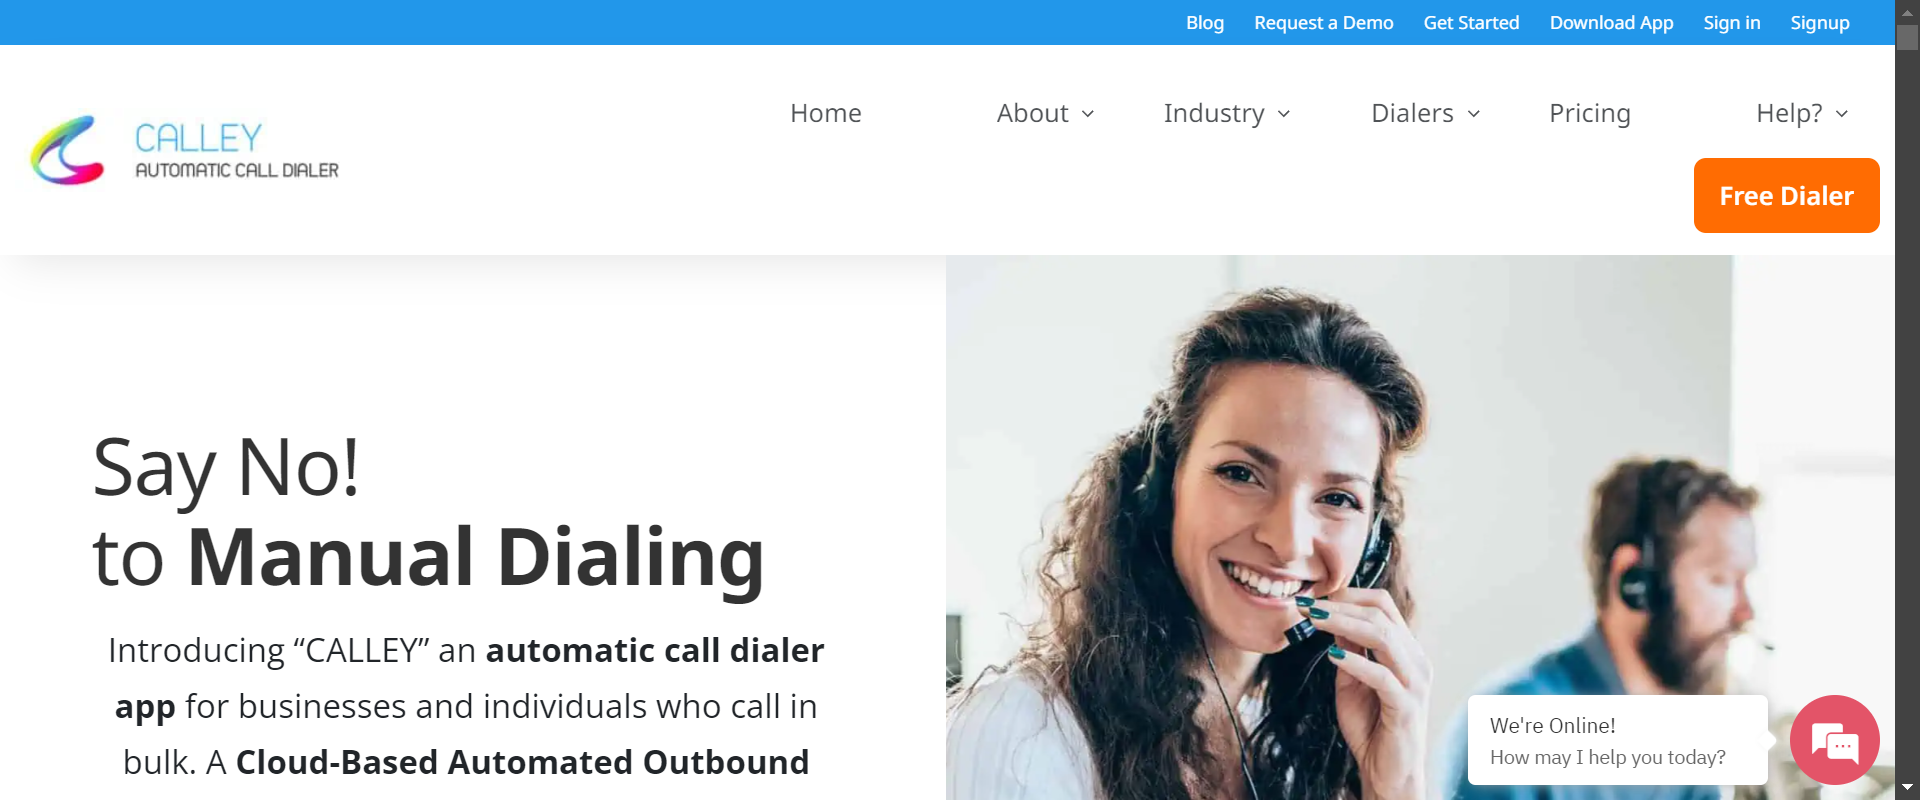 Blog Request a Demo Get Started Download App Sign in Signup
Home About Industry Dialers Pricing Help?
CALLEY
AUTOMATIC CALL DIALER
Free Dialer
Say No!
to Manual Dialing
Introducing “CALLEY” an automatic call dialer
app for businesses and individuals who call in
bulk. A Cloud-Based Automated Outbound
We're Online!
How may I help you today?